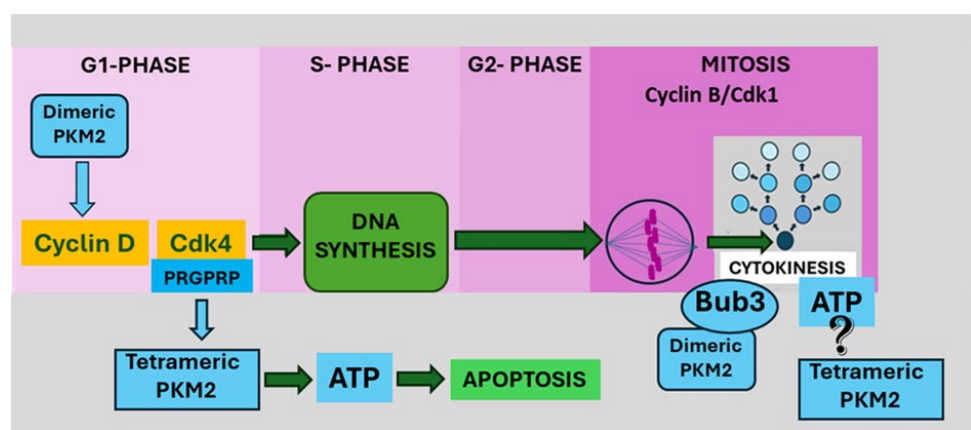 G1-PHASE
S- PHASE
G2- PHASE
MITOSIS
Cyclin B/Cdk1
Dimeric
PKM2
Cyclin D
Cdk4
PRGPRP
DNA
SYNTHESIS
CYTOKINESIS
Bub3
Dimeric
PKM2
ATP
?
Tetrameric
PKM2
Tetrameric
PKM2
ATP
APOPTOSIS